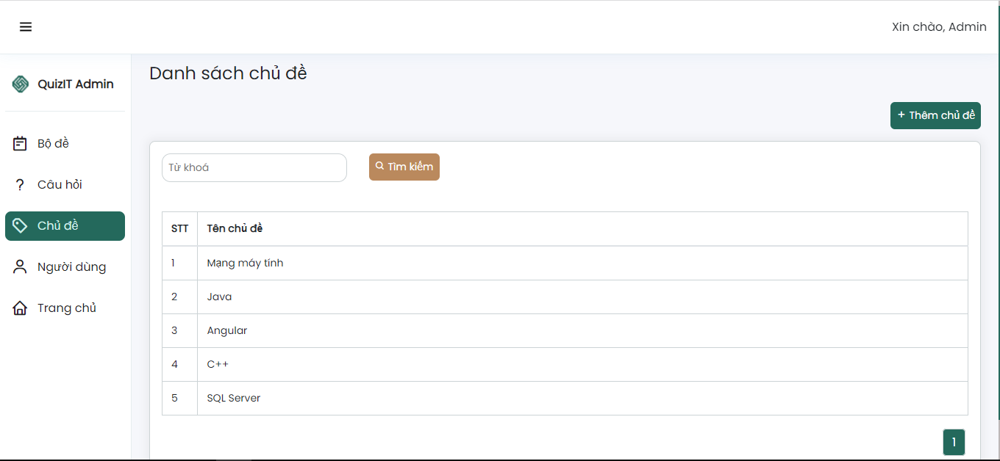 Xin chào, Admin
QuizIT Admin
Bộ đề
Câu hỏi
Chủ đề
Người dùng
Trang chủ
Danh sách chủ đề
+ Thêm chủ đề
Từ khoá
Tìm kiếm
STT Tên chủ đề
1 Mạng máy tính
2 Java
3 Angular
4 C++
5 SQL Server
1